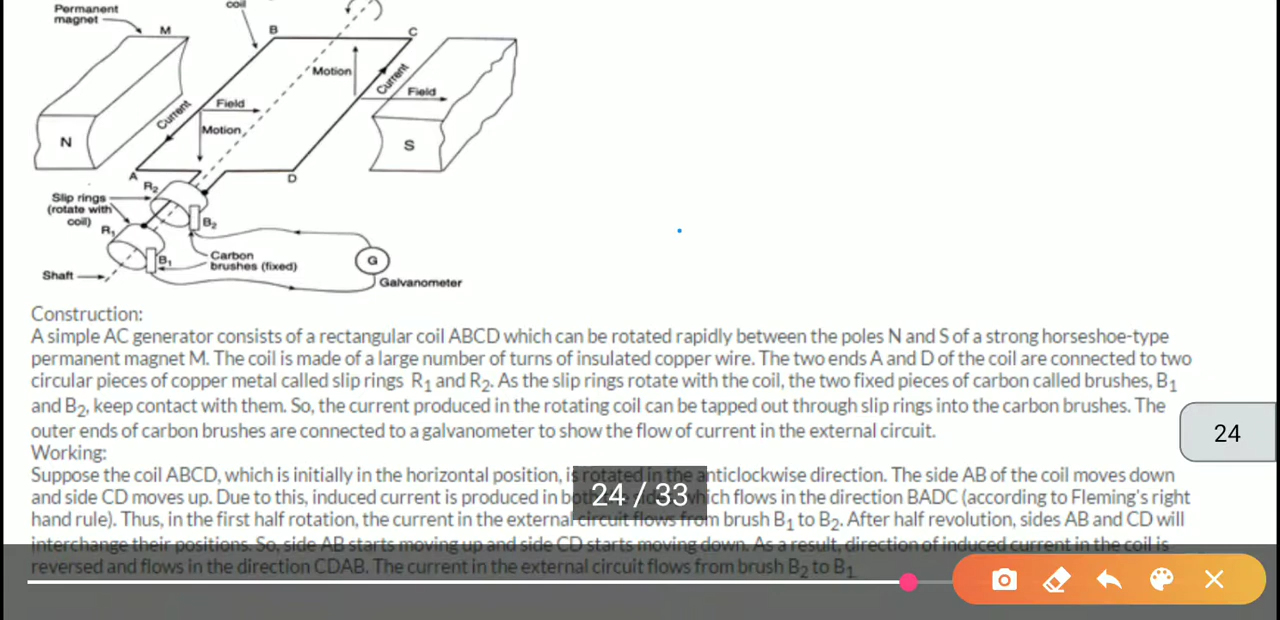 Permanent
magnet
M
coil
B
C
Motion
Current
Field
Current
Field
Motion
N
S
A
D
R2
Slip rings
(rotate with
coil)
R1
B2
B1
Carbon
brushes (fixed)
G
Shaft
Galvanometer
Construction:
A simple AC generator consists of a rectangular coil ABCD which can be rotated rapidly between the poles N and S of a strong horseshoe-type
permanent magnet M. The coil is made of a large number of turns of insulated copper wire. The two ends A and D of the coil are connected to two
circular pieces of copper metal called slip rings R1 and R2. As the slip rings rotate with the coil, the two fixed pieces of carbon called brushes, B1
and B2, keep contact with them. So, the current produced in the rotating coil can be tapped out through slip rings into the carbon brushes. The
outer ends of carbon brushes are connected to a galvanometer to show the flow of current in the external circuit.
24
Working:
Suppose the coil ABCD, which is initially in the horizontal position, is rotated in the anticlockwise direction. The side AB of the coil moves down
and side CD moves up. Due to this, induced current is produced in both which flows in the direction BADC (according to Fleming's right
24 / 33
hand rule). Thus, in the first half rotation, the current in the external circuit flows from brush B1 to B2. After half revolution, sides AB and CD will
interchange their positions. So, side AB starts moving up and side CD starts moving down. As a result, direction of induced current in the coil is
reversed and flows in the direction CDAB. The current in the external circuit flows from brush B2 to B1